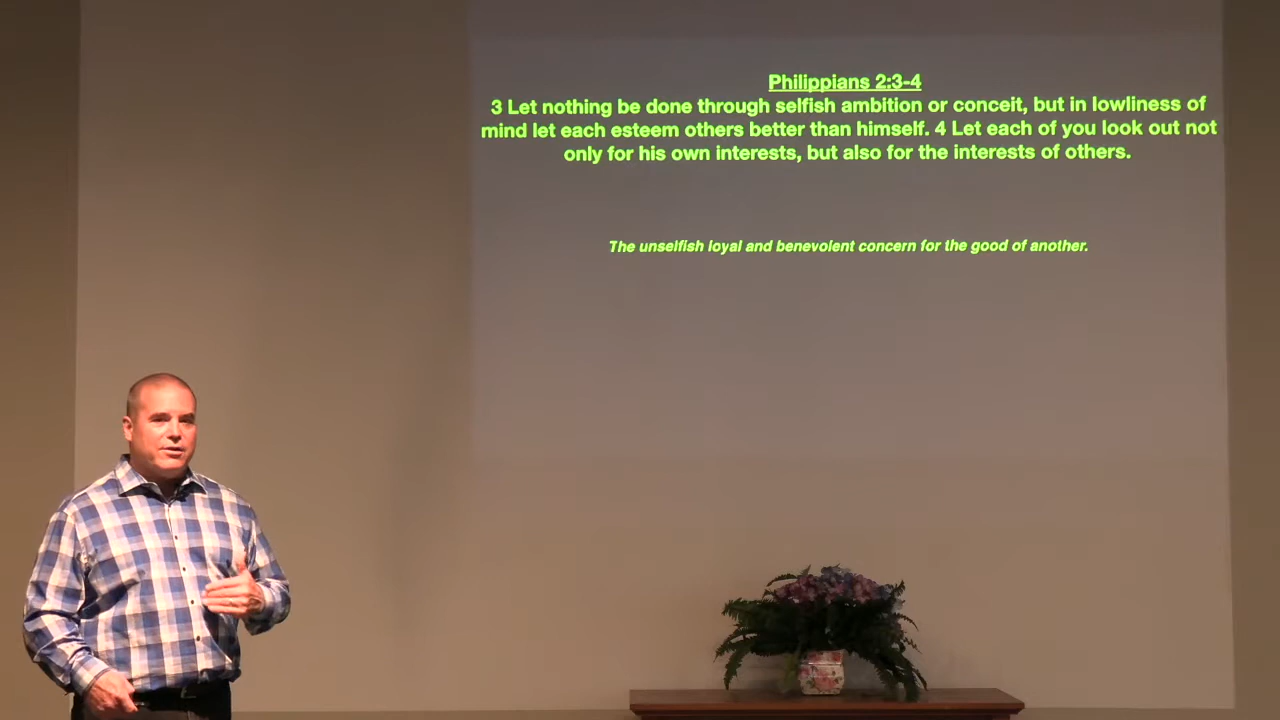 Philippians 2:3-4
3 Let nothing be done through selfish ambition or conceit, but in lowliness of
mind let each esteem others better than himself. 4 Let each of you look out not
only for his own interests, but also for the interests of others.
The unselfish loyal and benevolent concern for the good of another.